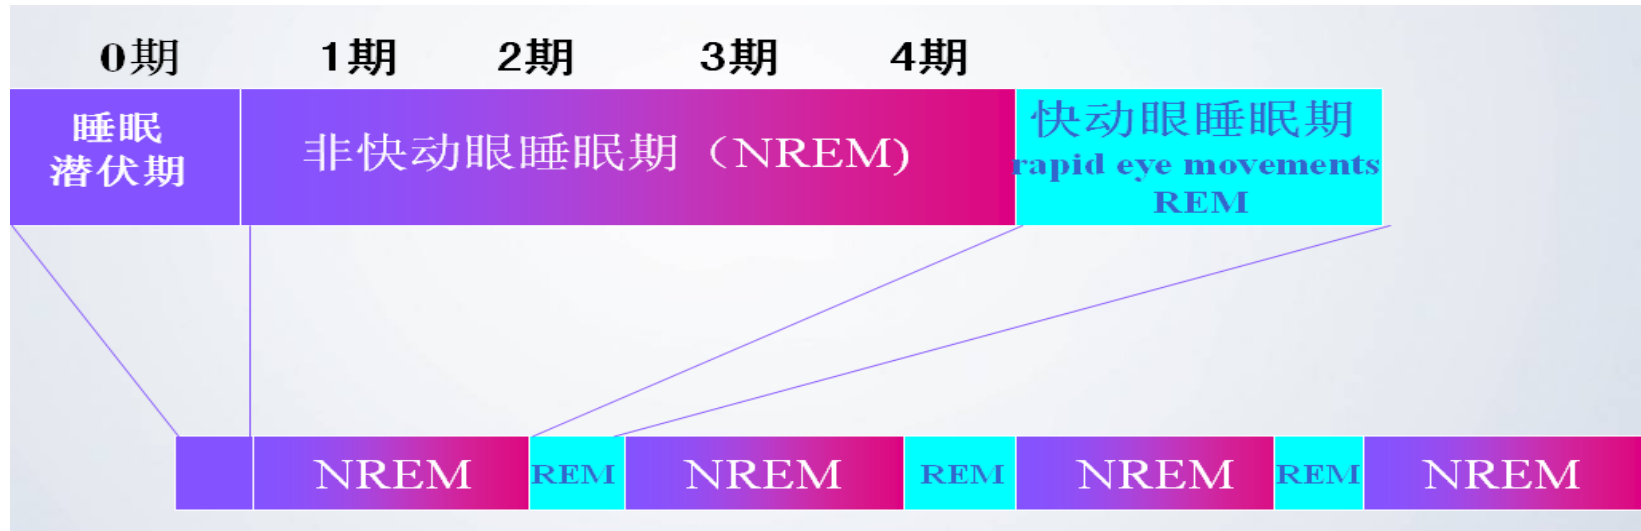 0期 1期 2期 3期 4期
睡眠
潜伏期
非快动眼睡眠期（NREM)
快动眼睡眠期
rapid eye movements
REM
NREM REM NREM REM NREM REM NREM